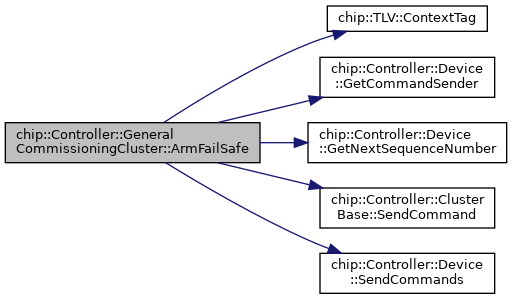 chip::TLV::ContextTag
chip::Controller::Device
::GetCommandSender
chip::Controller::General
CommissioningCluster::ArmFailSafe
chip::Controller::Device
::GetNextSequenceNumber
chip::Controller::Cluster
Base::SendCommand
chip::Controller::Device
::SendCommands